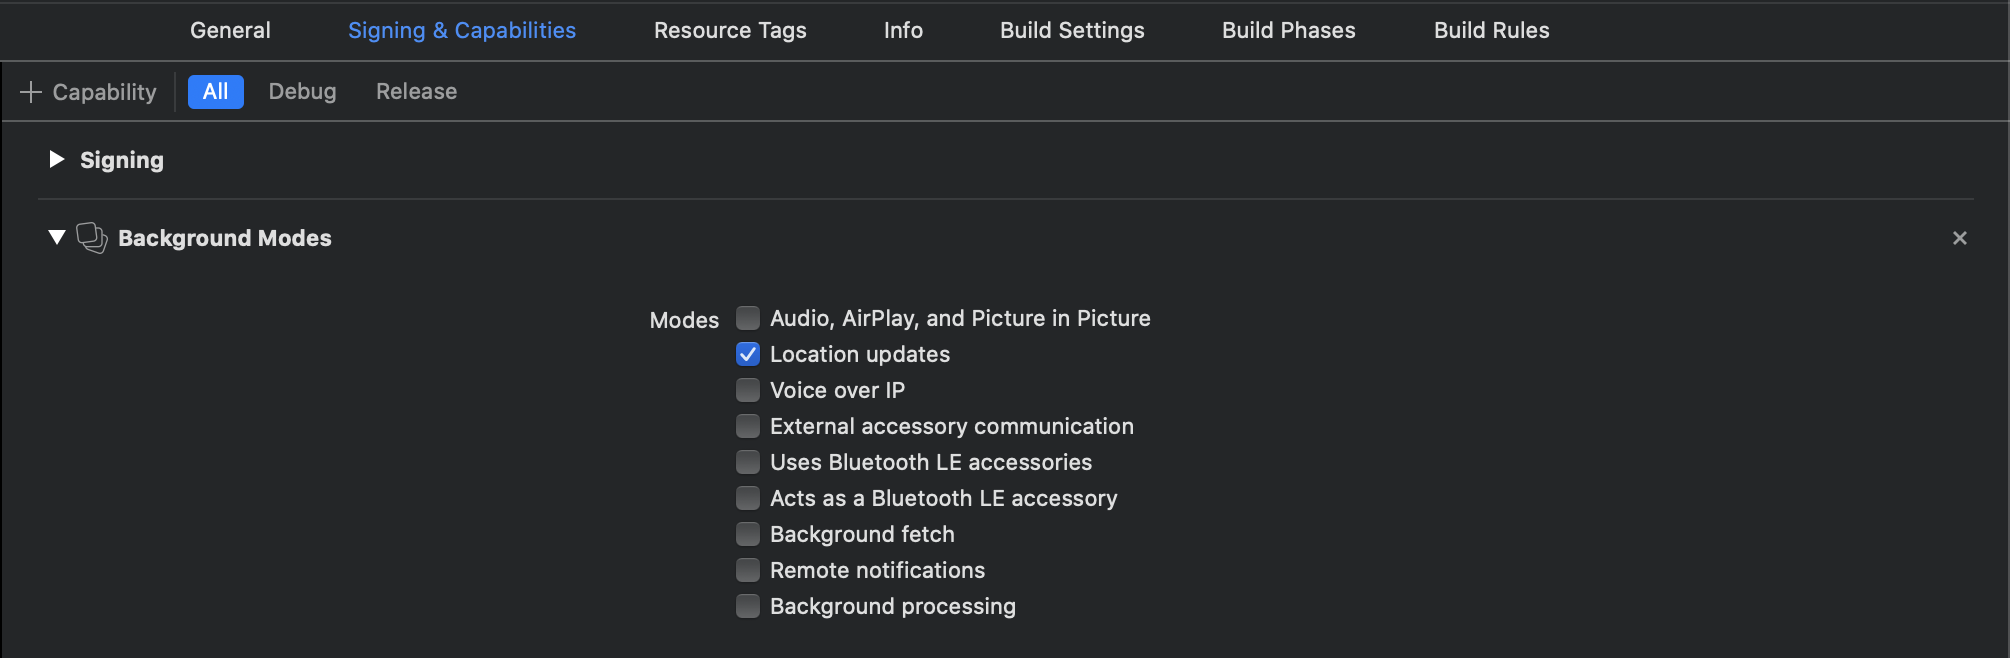 General Signing & Capabilities Resource Tags Info Build Settings Build Phases Build Rules
Capability All Debug Release
Signing
Background Modes
Modes Audio, AirPlay, and Picture in Picture
Location updates
Voice over IP
External accessory communication
Uses Bluetooth LE accessories
Acts as a Bluetooth LE accessory
Background fetch
Remote notifications
Background processing